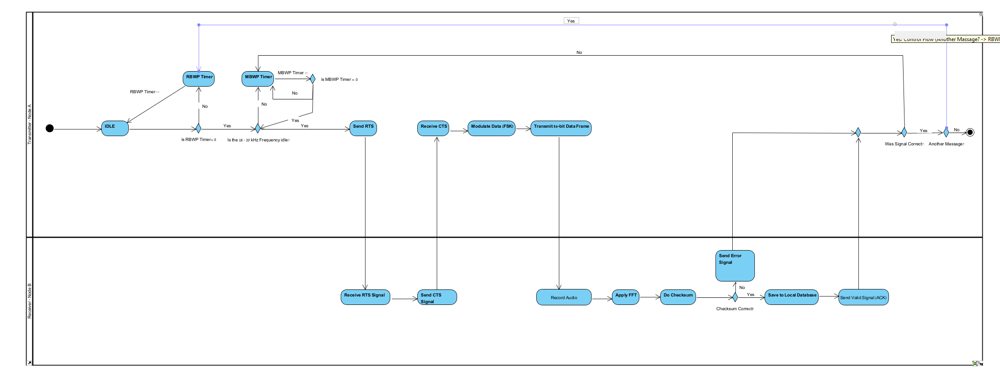 Yes
Yes: Control Flow (Another Massage? -> RBW
No
RBWP Timer
MBWP Timer
MBWP Timer --
is MBWP Timer = 0
RBWP Timer --
No
No
No
Transmitter - Node A
IDLE
Yes
Yes
Yes
Send RTS
Receive CTS
Modulate Data (FSK)
Transmit 56-bit Data Frame
is RBWP Timer= 0
Is the 18 - 20 kHz Frequency idle?
Yes
No
Was Signal Correct?
Another Massage?
Receiver - Node B
Send Error
Signal
No
Yes
Receive RTS Signal
Send CTS
Signal
Record Audio
Apply FFT
Do Checksum
Checksum Correct?
Save to Local Database
Send Valid Signal (ACK)